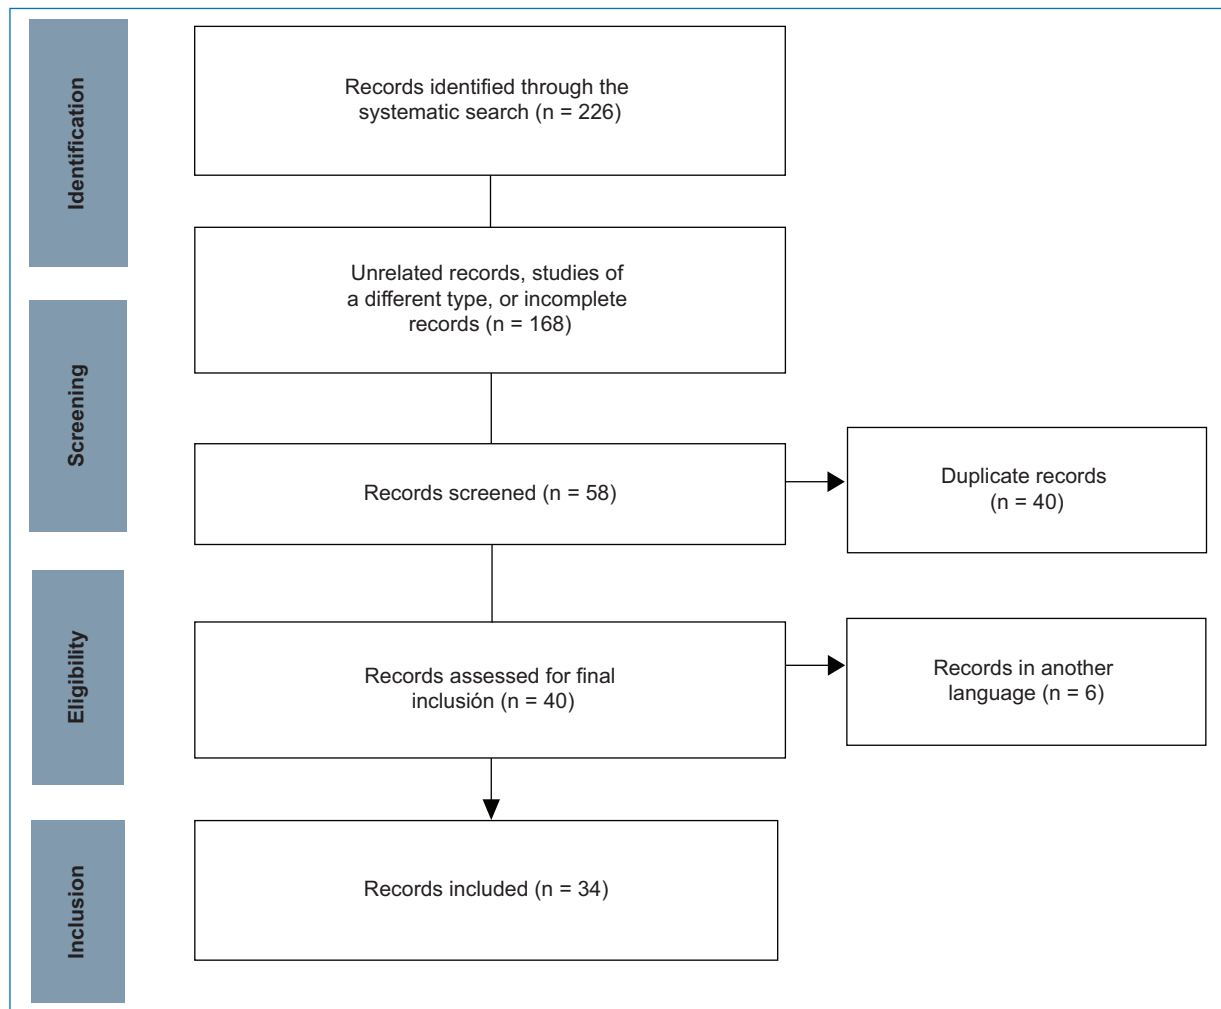 Identification
Records identified through the
systematic search (n = 226)
Unrelated records, studies of
a different type, or incomplete
records (n = 168)
Screening
Records screened (n = 58)
Duplicate records
(n = 40)
Eligibility
Records assessed for final
inclusión (n = 40)
Records in another
language (n = 6)
Inclusion
Records included (n = 34)